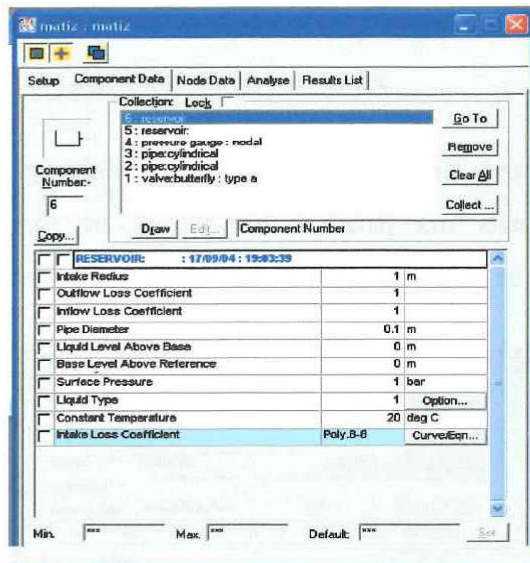 matiz : matiz
Setup Component Data Node Data Analyse Results List
Collection: Lock
6 : reservoir
5 : reservoir:
4 : pressure gauge : nodal
3 : pipe:cylindrical
2 : pipe:cylindrical
1 : valve:butterfly : type a
Go To
Remove
Clear All
Collect ...
Component
Number:-
6
Copy...
Draw Edit... Component Number
RESERVOIR: : 17/09/04 : 19:03:39
Intake Radius 1 m
Outflow Loss Coefficient 1
Inflow Loss Coefficient 1
Pipe Diameter 0.1 m
Liquid Level Above Base 0 m
Base Level Above Reference 0 m
Surface Pressure 1 bar
Liquid Type 1 Option...
Constant Temperature 20 deg C
Intake Loss Coefficient Poly.B-6 Curve/Eqn...
Min. *** Max. *** Default: *** Set